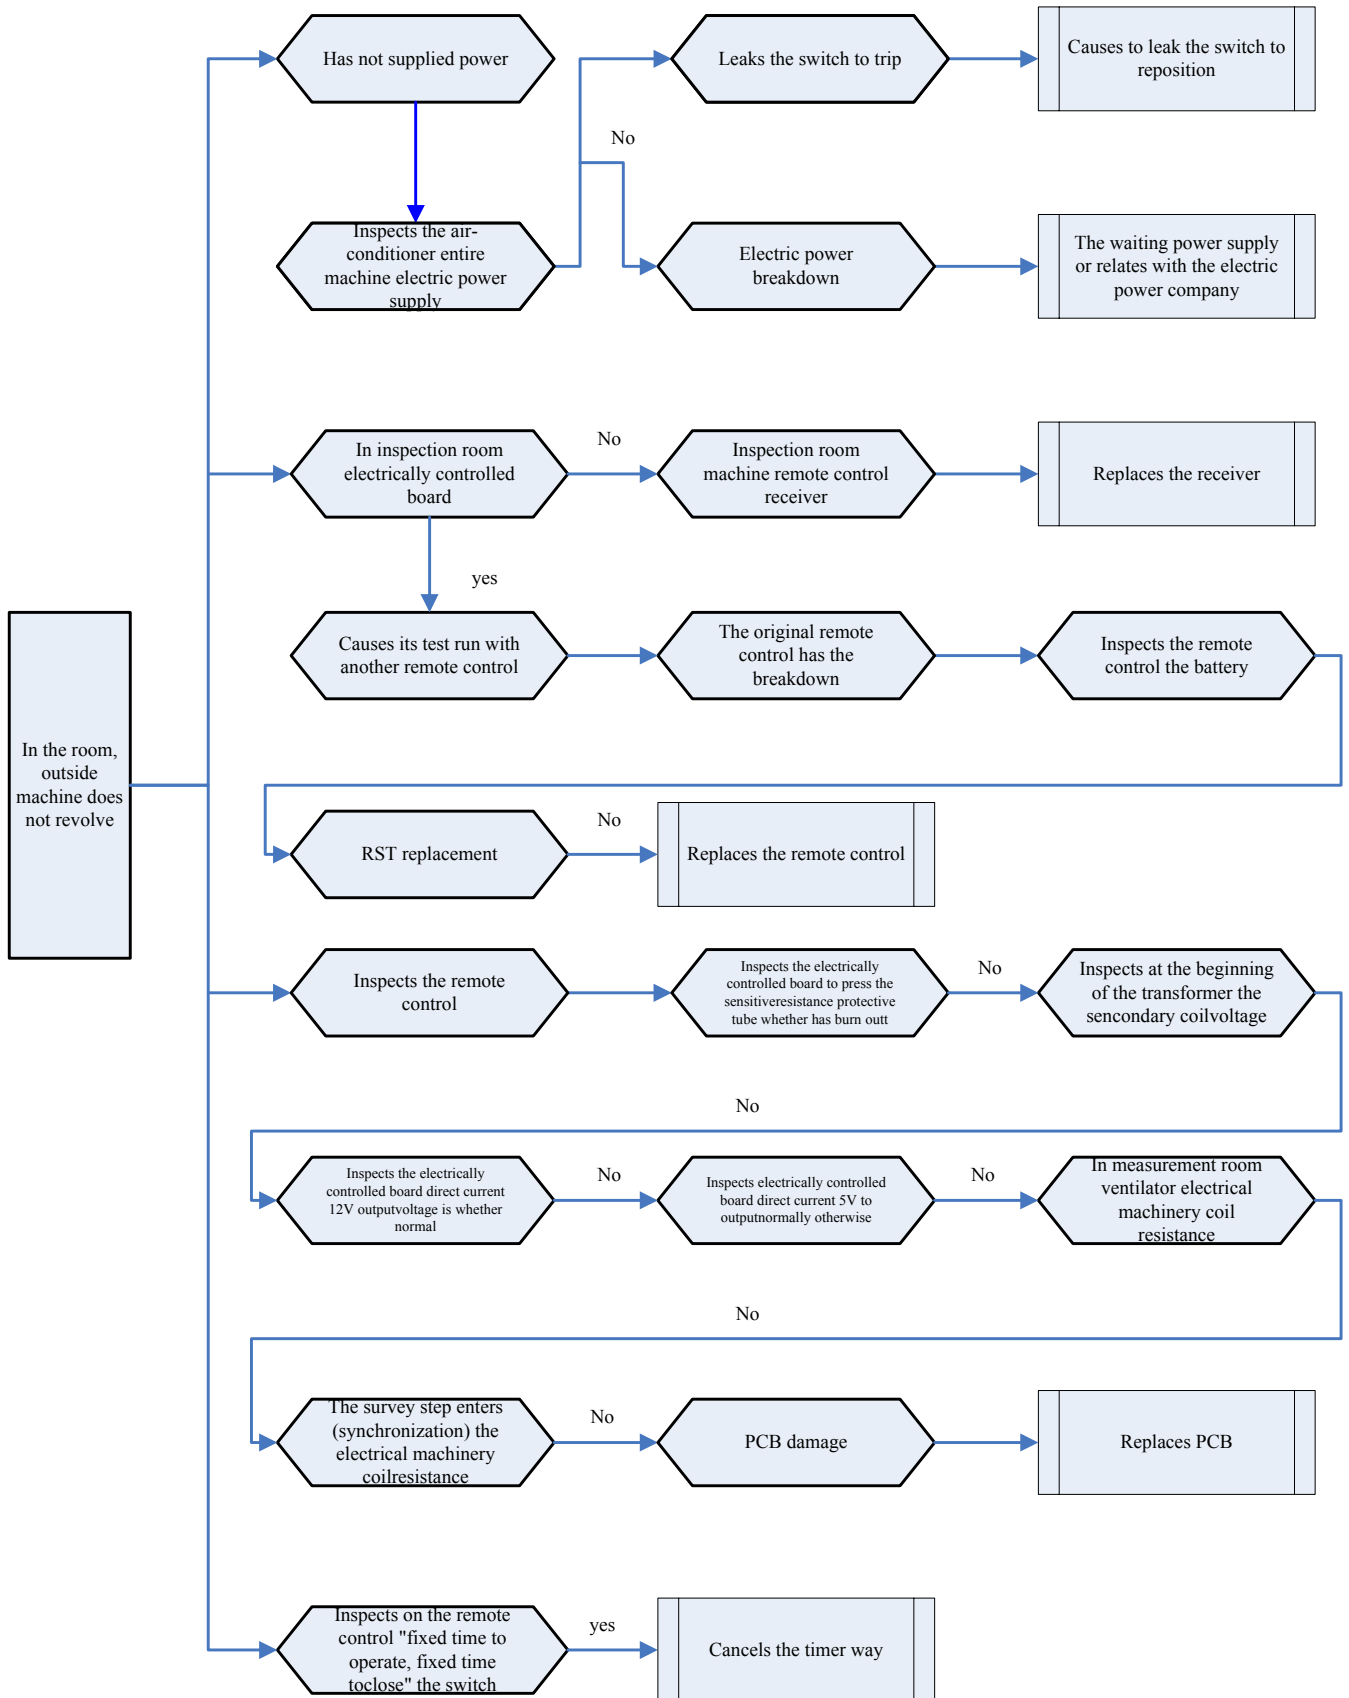 Has not supplied power
Leaks the switch to trip
Causes to leak the switch to
reposition
No
Inspects the air-
conditioner entire
machine electric power
supply
Electric power
breakdown
The waiting power supply
or relates with the electric
power company
In inspection room
electrically controlled
board
No
Inspection room
machine remote control
receiver
Replaces the receiver
yes
Causes its test run with
another remote control
The original remote
control has the
breakdown
Inspects the remote
control the battery
In the room,
outside
machine does
not revolve
RST replacement
No
Replaces the remote control
Inspects the remote
control
Inspects the electrically
controlled board to press the
sensitiveresistance protective
tube whether has burn outt
No
Inspects at the beginning
of the transformer the
sencondary coilvoltage
No
Inspects the electrically
controlled board direct current
12V outputvoltage is whether
normal
No
Inspects electrically controlled
board direct current 5V to
outputnormally otherwise
No
In measurement room
ventilator electrical
machinery coil
resistance
No
The survey step enters
(synchronization) the
electrical machinery
coilresistance
No
PCB damage
Replaces PCB
Inspects on the remote
control "fixed time to
operate, fixed time
toclose" the switch
yes
Cancels the timer way